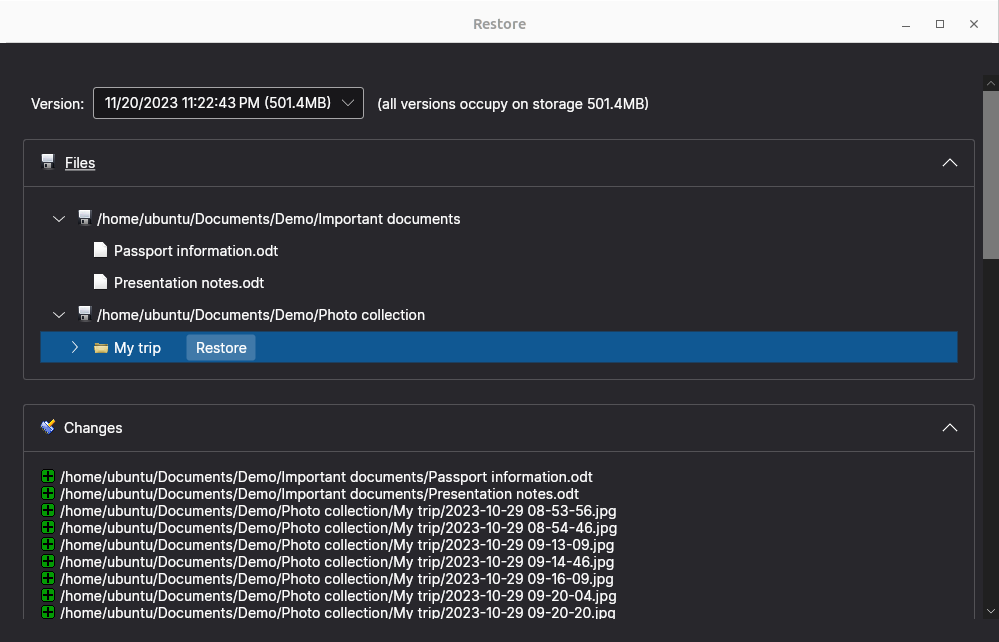 Restore
Version: 11/20/2023 11:22:43 PM (501.4MB) (all versions occupy on storage 501.4MB)
Files
/home/ubuntu/Documents/Demo/Important documents
Passport information.odt
Presentation notes.odt
/home/ubuntu/Documents/Demo/Photo collection
My trip Restore
Changes
/home/ubuntu/Documents/Demo/Important documents/Passport information.odt
/home/ubuntu/Documents/Demo/Important documents/Presentation notes.odt
/home/ubuntu/Documents/Demo/Photo collection/My trip/2023-10-29 08-53-56.jpg
/home/ubuntu/Documents/Demo/Photo collection/My trip/2023-10-29 08-54-46.jpg
/home/ubuntu/Documents/Demo/Photo collection/My trip/2023-10-29 09-13-09.jpg
/home/ubuntu/Documents/Demo/Photo collection/My trip/2023-10-29 09-14-46.jpg
/home/ubuntu/Documents/Demo/Photo collection/My trip/2023-10-29 09-16-09.jpg
/home/ubuntu/Documents/Demo/Photo collection/My trip/2023-10-29 09-20-04.jpg
/home/ubuntu/Documents/Demo/Photo collection/My trip/2023-10-29 09-20-20.jpg